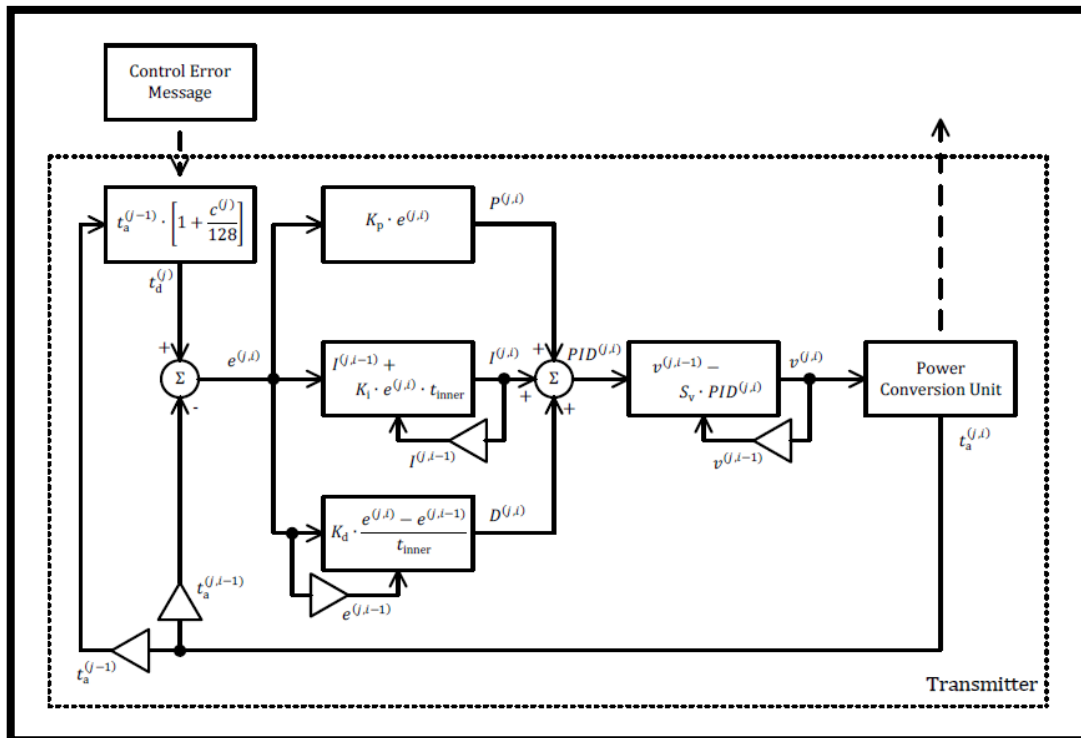 Control Error
Message
t_a^{(j−1)} · [1 + c^{(j)}/128]
t_d^{(j)}
+
Σ
-
e^{(j,i)}
K_p · e^{(j,i)}
P^{(j,i)}
I^{(j,i−1)} +
K_i · e^{(j,i)} · t_inner
I^{(j,i)}
I^{(j,i−1)}
K_d · (e^{(j,i)} − e^{(j,i−1)})/t_inner
D^{(j,i)}
e^{(j,i−1)}
+
+
+
Σ
PID^{(j,i)}
v^{(j,i−1)} −
S_v · PID^{(j,i)}
v^{(j,i)}
v^{(j,i−1)}
Power
Conversion Unit
t_a^{(j,i)}
t_a^{(j,i−1)}
t_a^{(j−1)}
Transmitter